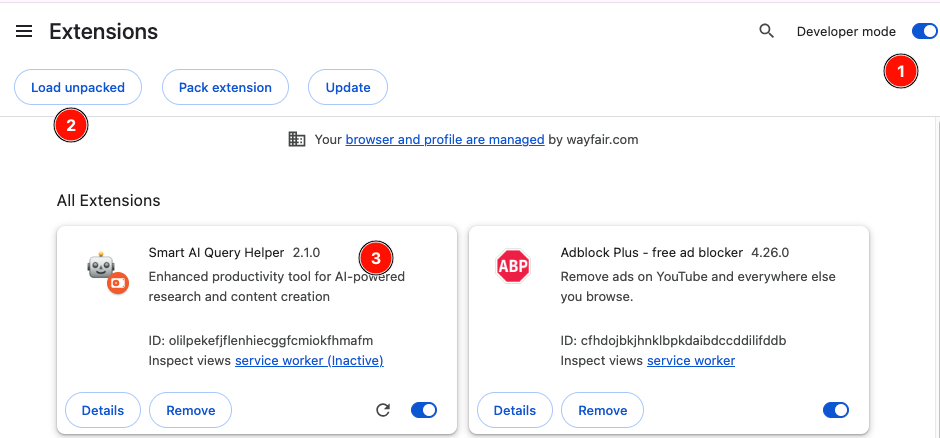 Extensions
Developer mode
1
Load unpacked
Pack extension
Update
2
Your browser and profile are managed by wayfair.com
All Extensions
Smart AI Query Helper 2.1.0
3
Enhanced productivity tool for AI-powered
research and content creation
ID: olilpekefjflenhiecggfcmiokfhmafm
Inspect views service worker (Inactive)
Details
Remove
ABP
Adblock Plus - free ad blocker 4.26.0
Remove ads on YouTube and everywhere else
you browse.
ID: cfhdojbkjhnklbpkdaibdccddilifddb
Inspect views service worker
Details
Remove